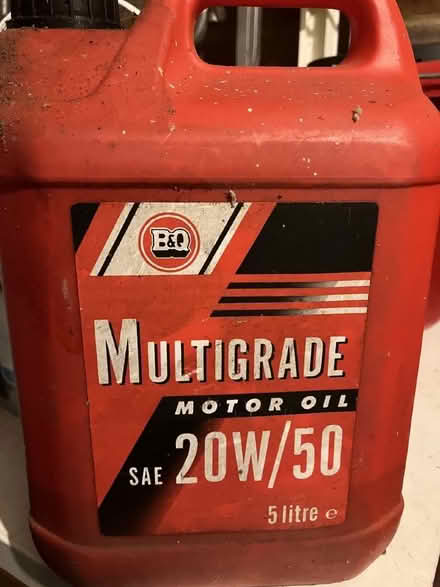 B&Q
MULTIGRADE
MOTOR OIL
SAE 20W/50
5 litre e